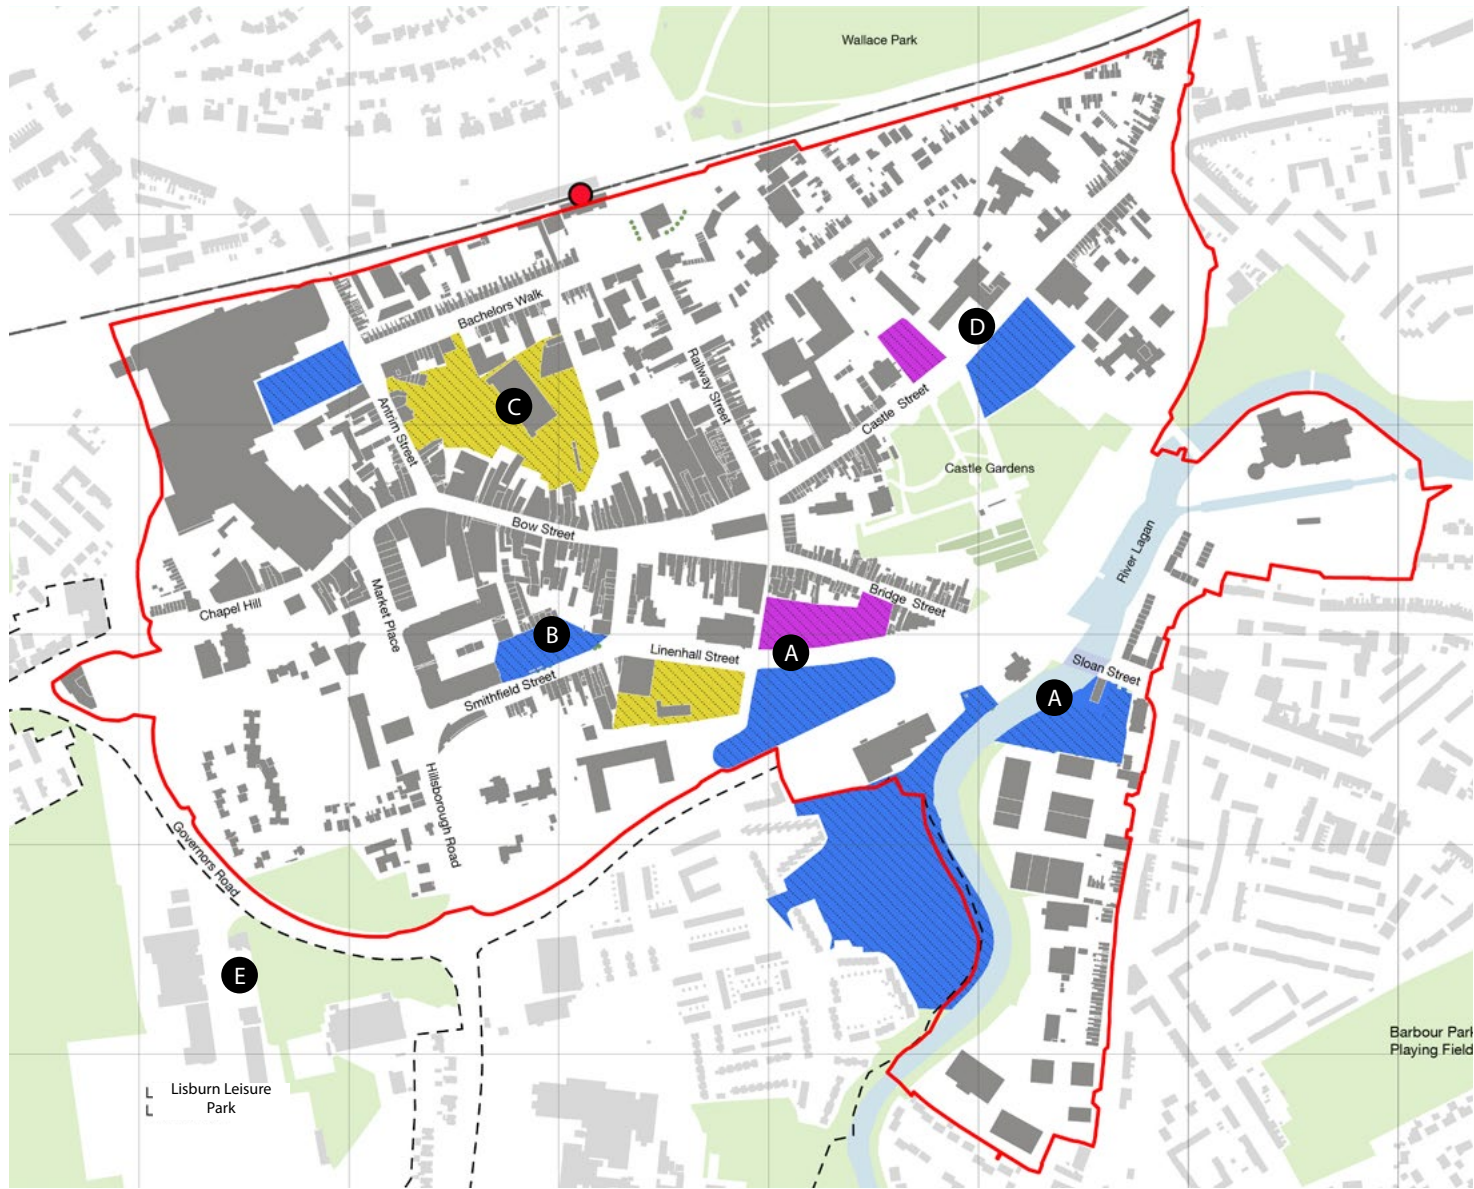 Wallace Park
Bachelors Walk
Railway Street
D
C
Antrim Street
Castle Street
Castle Gardens
Bow Street
River Lagan
Chapel Hill
Market Place
Bridge Street
B
Linenhall Street
A
Smithfield Street
Sloan Street
A
Hillsborough Road
Governors Road
E
Barbour Park
Playing Field
Lisburn Leisure
Park